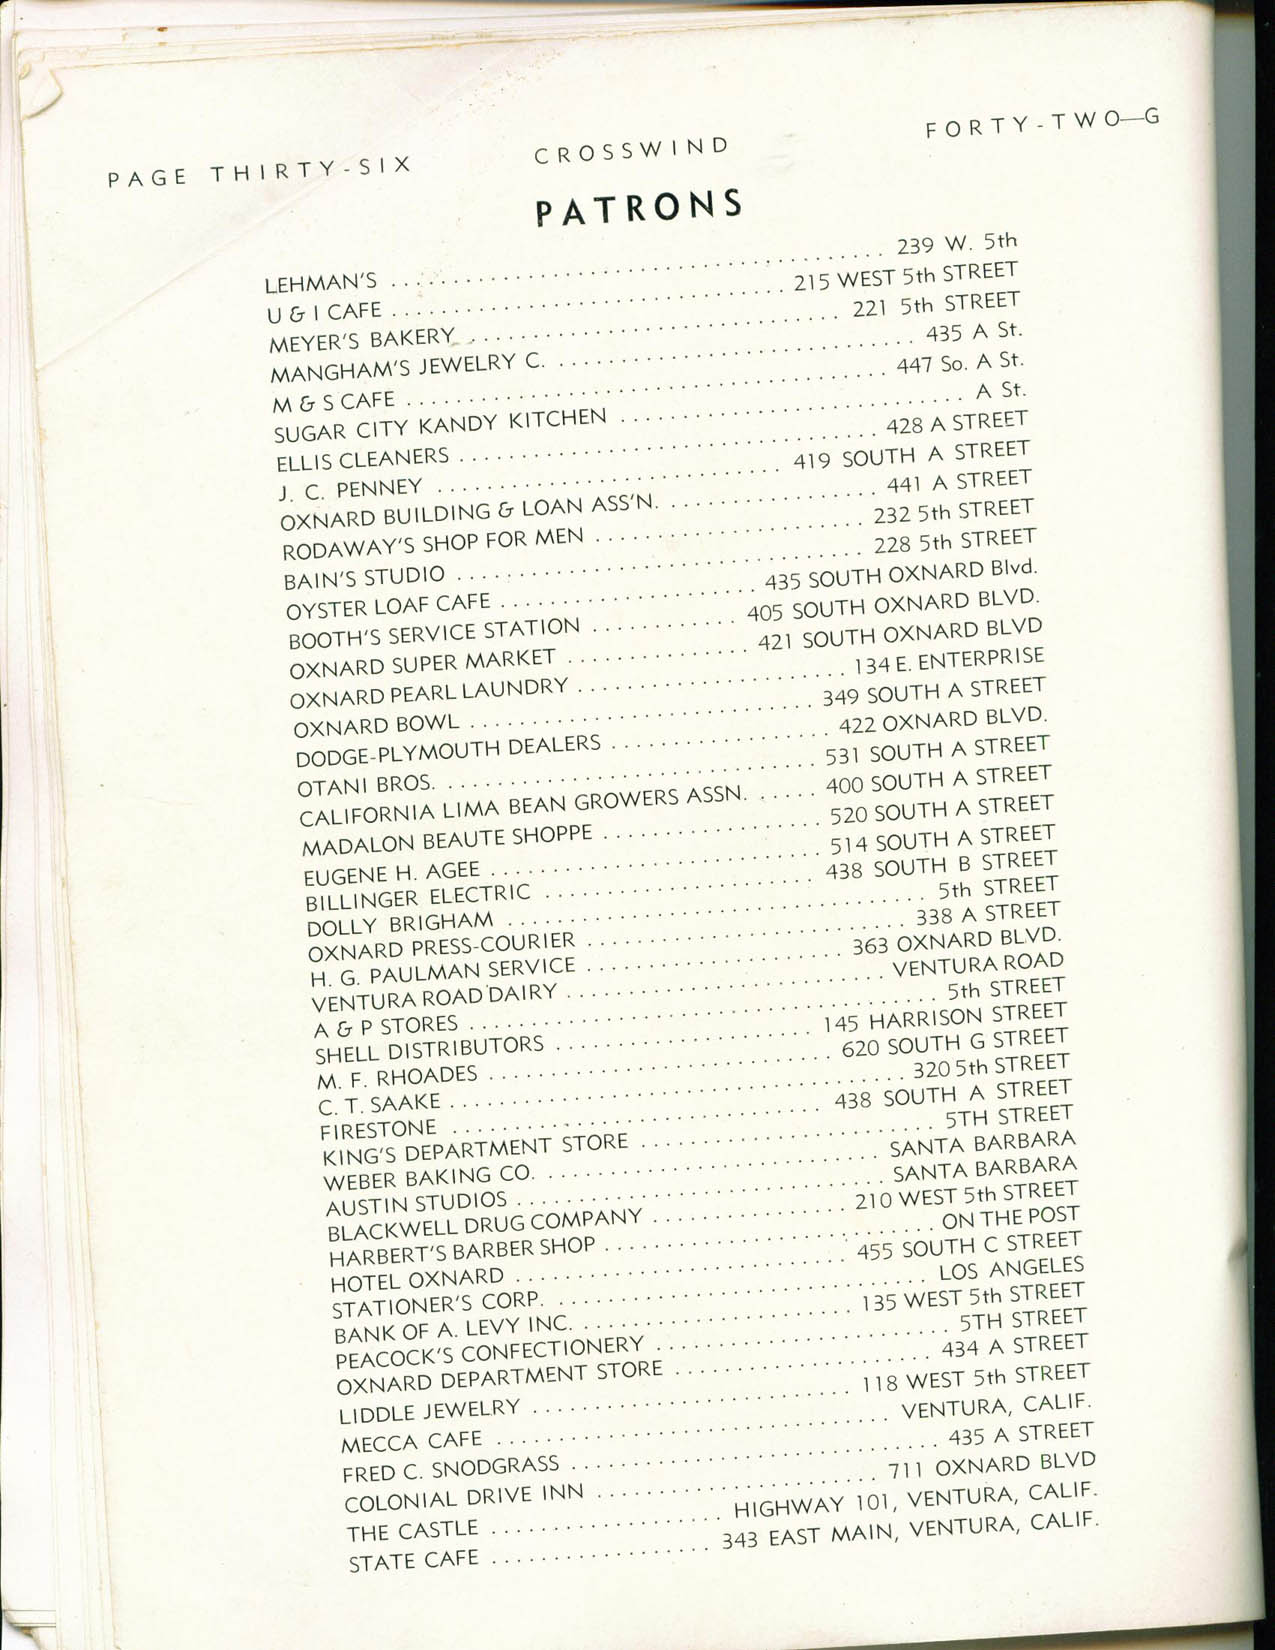 PAGE THIRTY-SIX CROSSWIND FORTY-TWO—G
PATRONS
LEHMAN'S ........ 239 W. 5th
U & I CAFE ........ 215 WEST 5th STREET
MEYER'S BAKERY ........ 221 5th STREET
MANGHAM'S JEWELRY C. ........ 435 A St.
M & S CAFE ........ 447 So. A St.
SUGAR CITY KANDY KITCHEN ........ A St.
ELLIS CLEANERS ........ 428 A STREET
J. C. PENNEY ........ 419 SOUTH A STREET
OXNARD BUILDING & LOAN ASS'N. ........ 441 A STREET
RODAWAY'S SHOP FOR MEN ........ 232 5th STREET
BAIN'S STUDIO ........ 228 5th STREET
OYSTER LOAF CAFE ........ 435 SOUTH OXNARD Blvd.
BOOTH'S SERVICE STATION ........ 405 SOUTH OXNARD BLVD.
OXNARD SUPER MARKET ........ 421 SOUTH OXNARD BLVD
OXNARD PEARL LAUNDRY ........ 134 E. ENTERPRISE
OXNARD BOWL ........ 349 SOUTH A STREET
DODGE-PLYMOUTH DEALERS ........ 422 OXNARD BLVD.
OTANI BROS. ........ 531 SOUTH A STREET
CALIFORNIA LIMA BEAN GROWERS ASSN. ........ 400 SOUTH A STREET
MADALON BEAUTE SHOPPE ........ 520 SOUTH A STREET
EUGENE H. AGEE ........ 514 SOUTH A STREET
BILLINGER ELECTRIC ........ 438 SOUTH B STREET
DOLLY BRIGHAM ........ 5th STREET
OXNARD PRESS-COURIER ........ 338 A STREET
H. G. PAULMAN SERVICE ........ 363 OXNARD BLVD.
VENTURA ROAD DAIRY ........ VENTURA ROAD
A & P STORES ........ 5th STREET
SHELL DISTRIBUTORS ........ 145 HARRISON STREET
M. F. RHOADES ........ 620 SOUTH G STREET
C. T. SAAKE ........ 320 5th STREET
FIRESTONE ........ 438 SOUTH A STREET
KING'S DEPARTMENT STORE ........ 5TH STREET
WEBER BAKING CO. ........ SANTA BARBARA
AUSTIN STUDIOS ........ SANTA BARBARA
BLACKWELL DRUG COMPANY ........ 210 WEST 5th STREET
HARBERT'S BARBER SHOP ........ ON THE POST
HOTEL OXNARD ........ 455 SOUTH C STREET
STATIONER'S CORP. ........ LOS ANGELES
BANK OF A. LEVY INC. ........ 135 WEST 5th STREET
PEACOCK'S CONFECTIONERY ........ 5TH STREET
OXNARD DEPARTMENT STORE ........ 434 A STREET
LIDDLE JEWELRY ........ 118 WEST 5th STREET
MECCA CAFE ........ VENTURA, CALIF.
FRED C. SNODGRASS ........ 435 A STREET
COLONIAL DRIVE INN ........ 711 OXNARD BLVD
THE CASTLE ........ HIGHWAY 101, VENTURA, CALIF.
STATE CAFE ........ 343 EAST MAIN, VENTURA, CALIF.